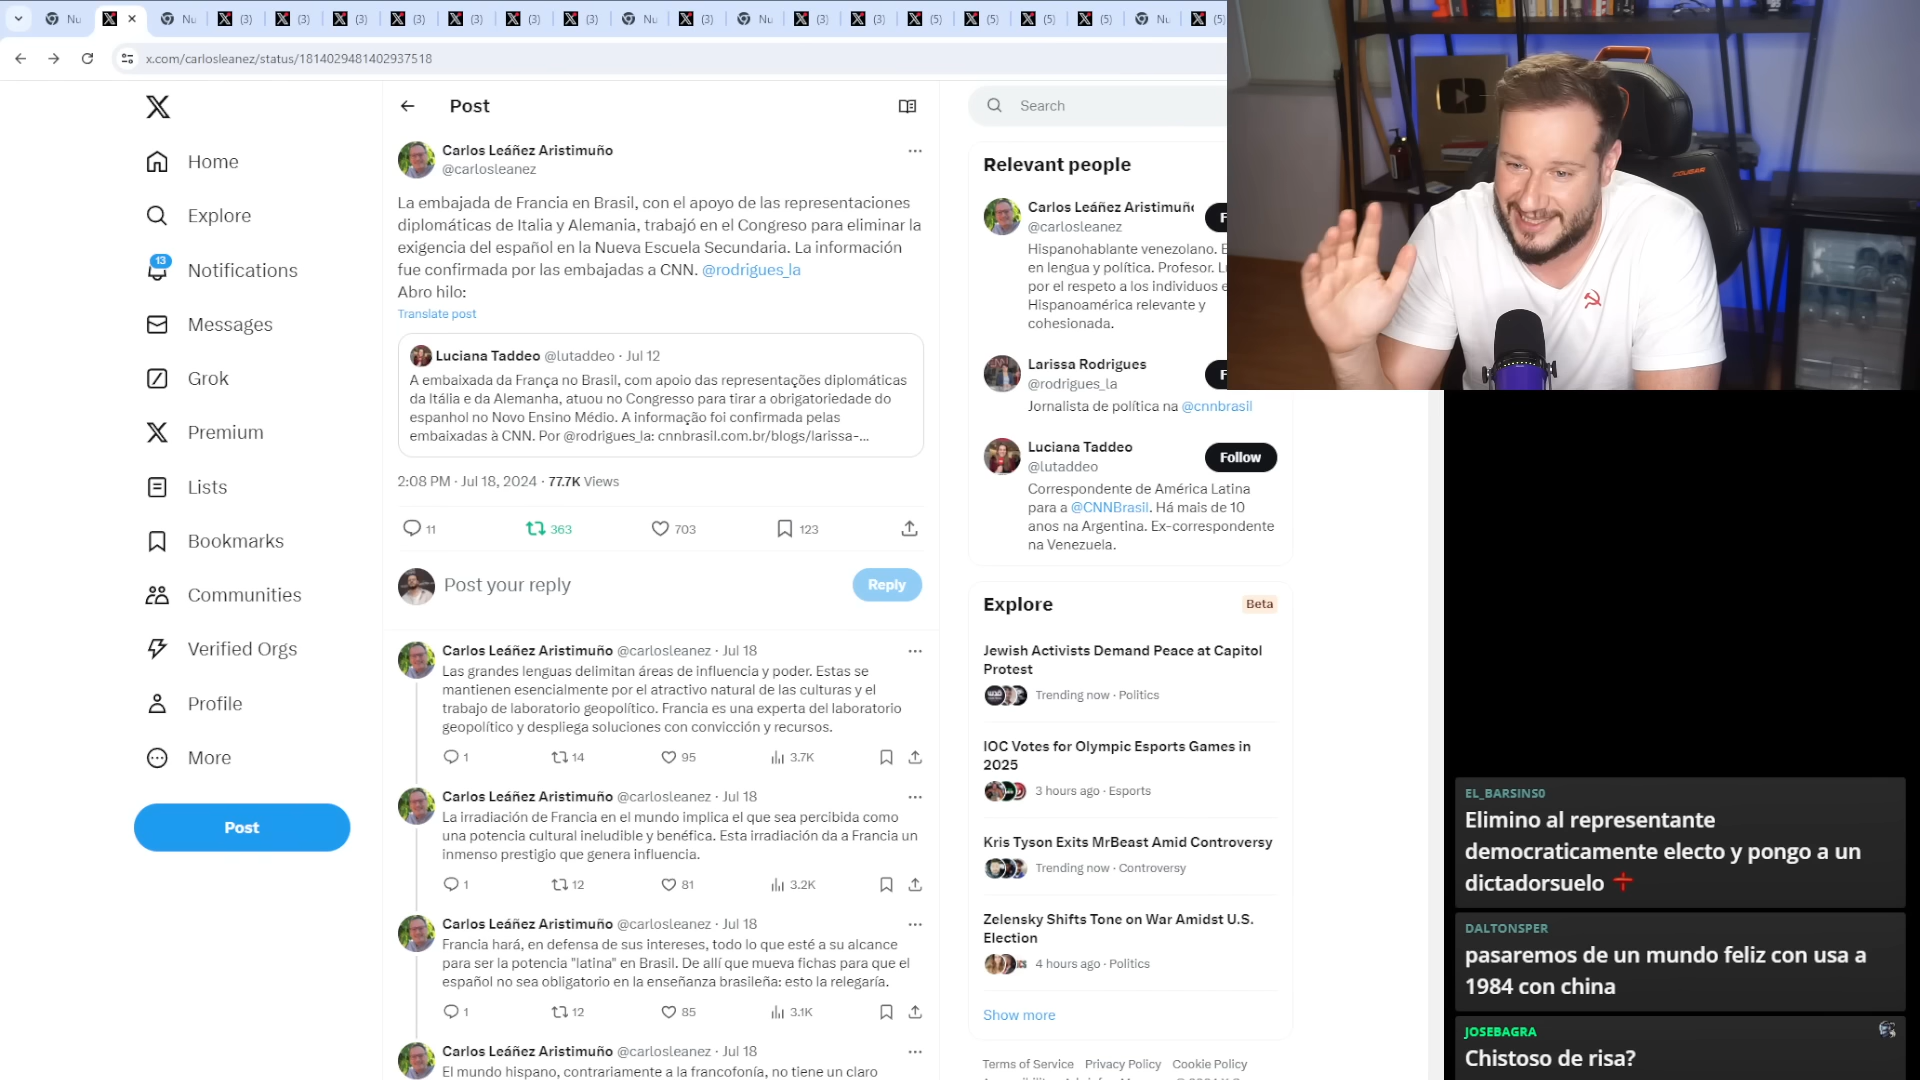 Nu
(3)
(3)
(3)
(3)
(3)
(3)
(3)
Nu
(3)
Nu
(3)
(3)
(5)
(5)
(5)
(5)
Nu
(5)
x.com/carlosleanez/status/1814029481402937518
Home
Explore
13
Notifications
Messages
Grok
Premium
Lists
Bookmarks
Communities
Verified Orgs
Profile
More
Post
Post
Carlos Leáñez Aristimuño
@carlosleanez
La embajada de Francia en Brasil, con el apoyo de las representaciones
diplomáticas de Italia y Alemania, trabajó en el Congreso para eliminar la
exigencia del español en la Nueva Escuela Secundaria. La información
fue confirmada por las embajadas a CNN. @rodrigues_la
Abro hilo:
Translate post
Luciana Taddeo @lutaddeo · Jul 12
A embaixada da França no Brasil, com apoio das representações diplomáticas
da Itália e da Alemanha, atuou no Congresso para tirar a obrigatoriedade do
espanhol no Novo Ensino Médio. A informação foi confirmada pelas
embaixadas à CNN. Por @rodrigues_la: cnnbrasil.com.br/blogs/larissa-...
2:08 PM · Jul 18, 2024 · 77.7K Views
11 363 703 123
Post your reply
Reply
Carlos Leáñez Aristimuño @carlosleanez · Jul 18
Las grandes lenguas delimitan áreas de influencia y poder. Estas se
mantienen esencialmente por el atractivo natural de las culturas y el
trabajo de laboratorio geopolítico. Francia es una experta del laboratorio
geopolítico y despliega soluciones con convicción y recursos.
1 14 95 3.7K
Carlos Leáñez Aristimuño @carlosleanez · Jul 18
La irradiación de Francia en el mundo implica el que sea percibida como
una potencia cultural ineludible y benéfica. Esta irradiación da a Francia un
inmenso prestigio que genera influencia.
1 12 81 3.2K
Carlos Leáñez Aristimuño @carlosleanez · Jul 18
Francia hará, en defensa de sus intereses, todo lo que esté a su alcance
para ser la potencia "latina" en Brasil. De allí que mueva fichas para que el
español no sea obligatorio en la enseñanza brasileña: esto la relegaría.
1 12 85 3.1K
Carlos Leáñez Aristimuño @carlosleanez · Jul 18
El mundo hispano, contrariamente a la francofonía, no tiene un claro
Search
Relevant people
Carlos Leáñez Aristimuñ
@carlosleanez
F
Hispanohablante venezolano. E
en lengua y política. Profesor. L
por el respeto a los individuos e
Hispanoamérica relevante y
cohesionada.
Larissa Rodrigues
@rodrigues_la
F
Jornalista de política na @cnnbrasil
Luciana Taddeo
@lutaddeo
Follow
Correspondente de América Latina
para a @CNNBrasil. Há mais de 10
anos na Argentina. Ex-correspondente
na Venezuela.
Explore
Beta
Jewish Activists Demand Peace at Capitol
Protest
Trending now · Politics
IOC Votes for Olympic Esports Games in
2025
3 hours ago · Esports
Kris Tyson Exits MrBeast Amid Controversy
Trending now · Controversy
Zelensky Shifts Tone on War Amidst U.S.
Election
4 hours ago · Politics
Show more
Terms of Service Privacy Policy Cookie Policy
COUGAR
EL_BARSINS0
Elimino al representante
democraticamente electo y pongo a un
dictadorsuelo
DALTONSPER
pasaremos de un mundo feliz con usa a
1984 con china
JOSEBAGRA
Chistoso de risa?